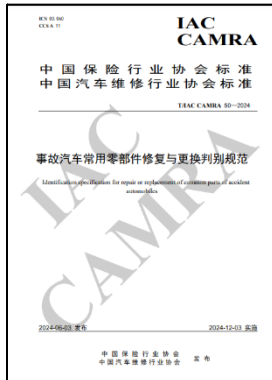 ICS 03.060
CCS A 11
IAC
CAMRA
中国保险行业协会标准
中国汽车维修行业协会标准
T/IAC CAMRA 50—2024
事故汽车常用零部件修复与更换判别规范
Identification specification for repair or replacement of common parts of accident
automobiles
IAC
CAMRA
2024-06-03 发布
2024-12-03 实施
中国保险行业协会
中国汽车维修行业协会
发布